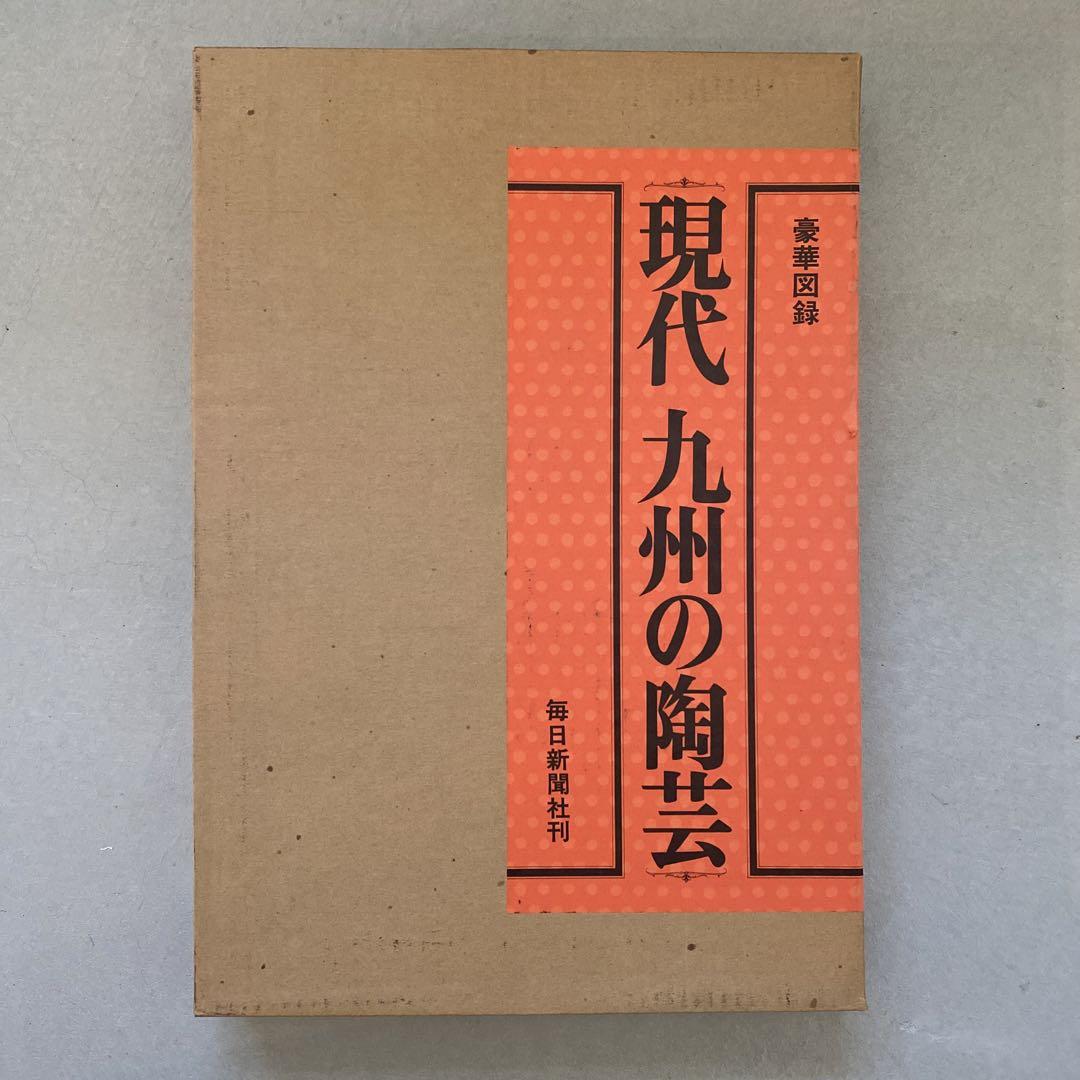 豪華図録
現代 九州の陶芸
毎日新聞社刊